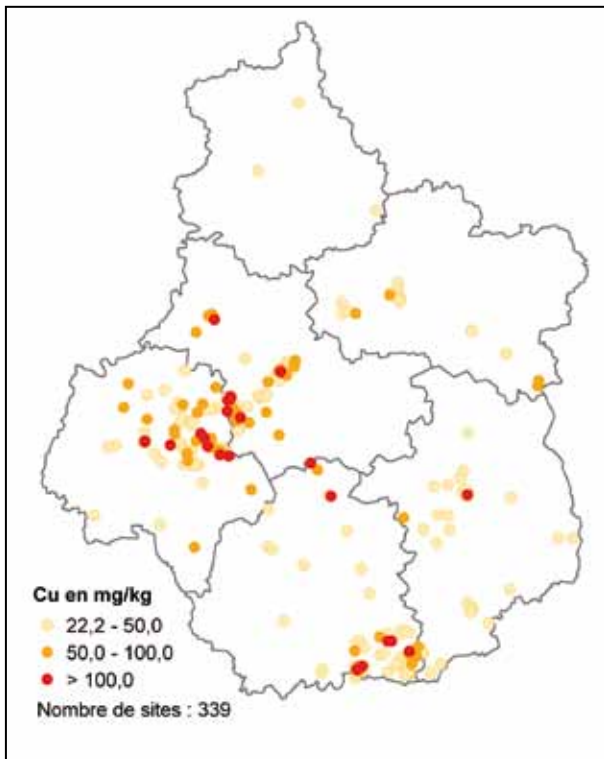 Cu en mg/kg
22,2 - 50,0
50,0 - 100,0
> 100,0
Nombre de sites : 339